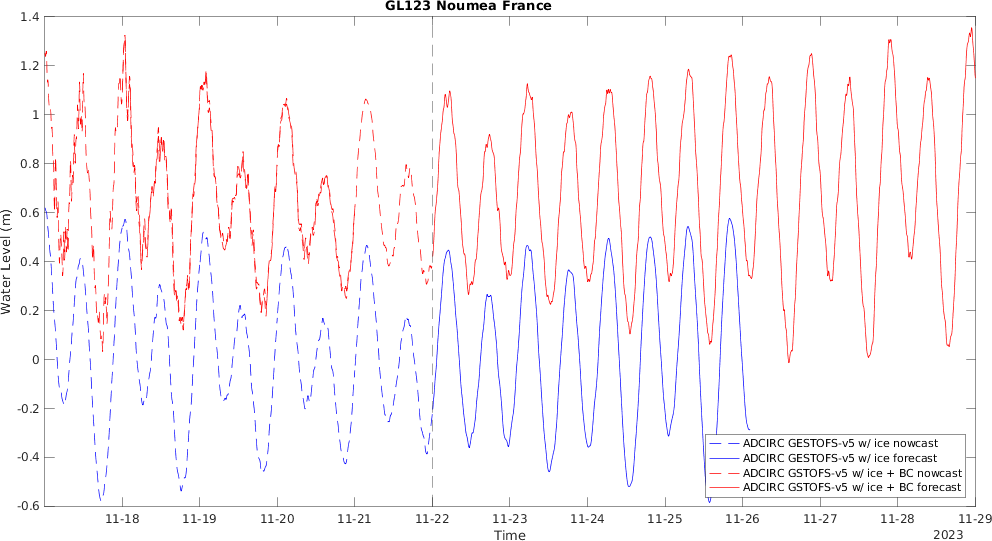 GL123 Noumea France
1.4
1.2
1
0.8
0.6
0.4
0.2
0
-0.2
-0.4
-0.6
Water Level (m)
ADCIRC GESTOFS-v5 w/ ice nowcast
ADCIRC GESTOFS-v5 w/ ice forecast
ADCIRC GSTOFS-v5 w/ ice + BC nowcast
ADCIRC GSTOFS-v5 w/ ice + BC forecast
11-18 11-19 11-20 11-21 11-22 11-23 11-24 11-25 11-26 11-27 11-28 11-29
Time
2023